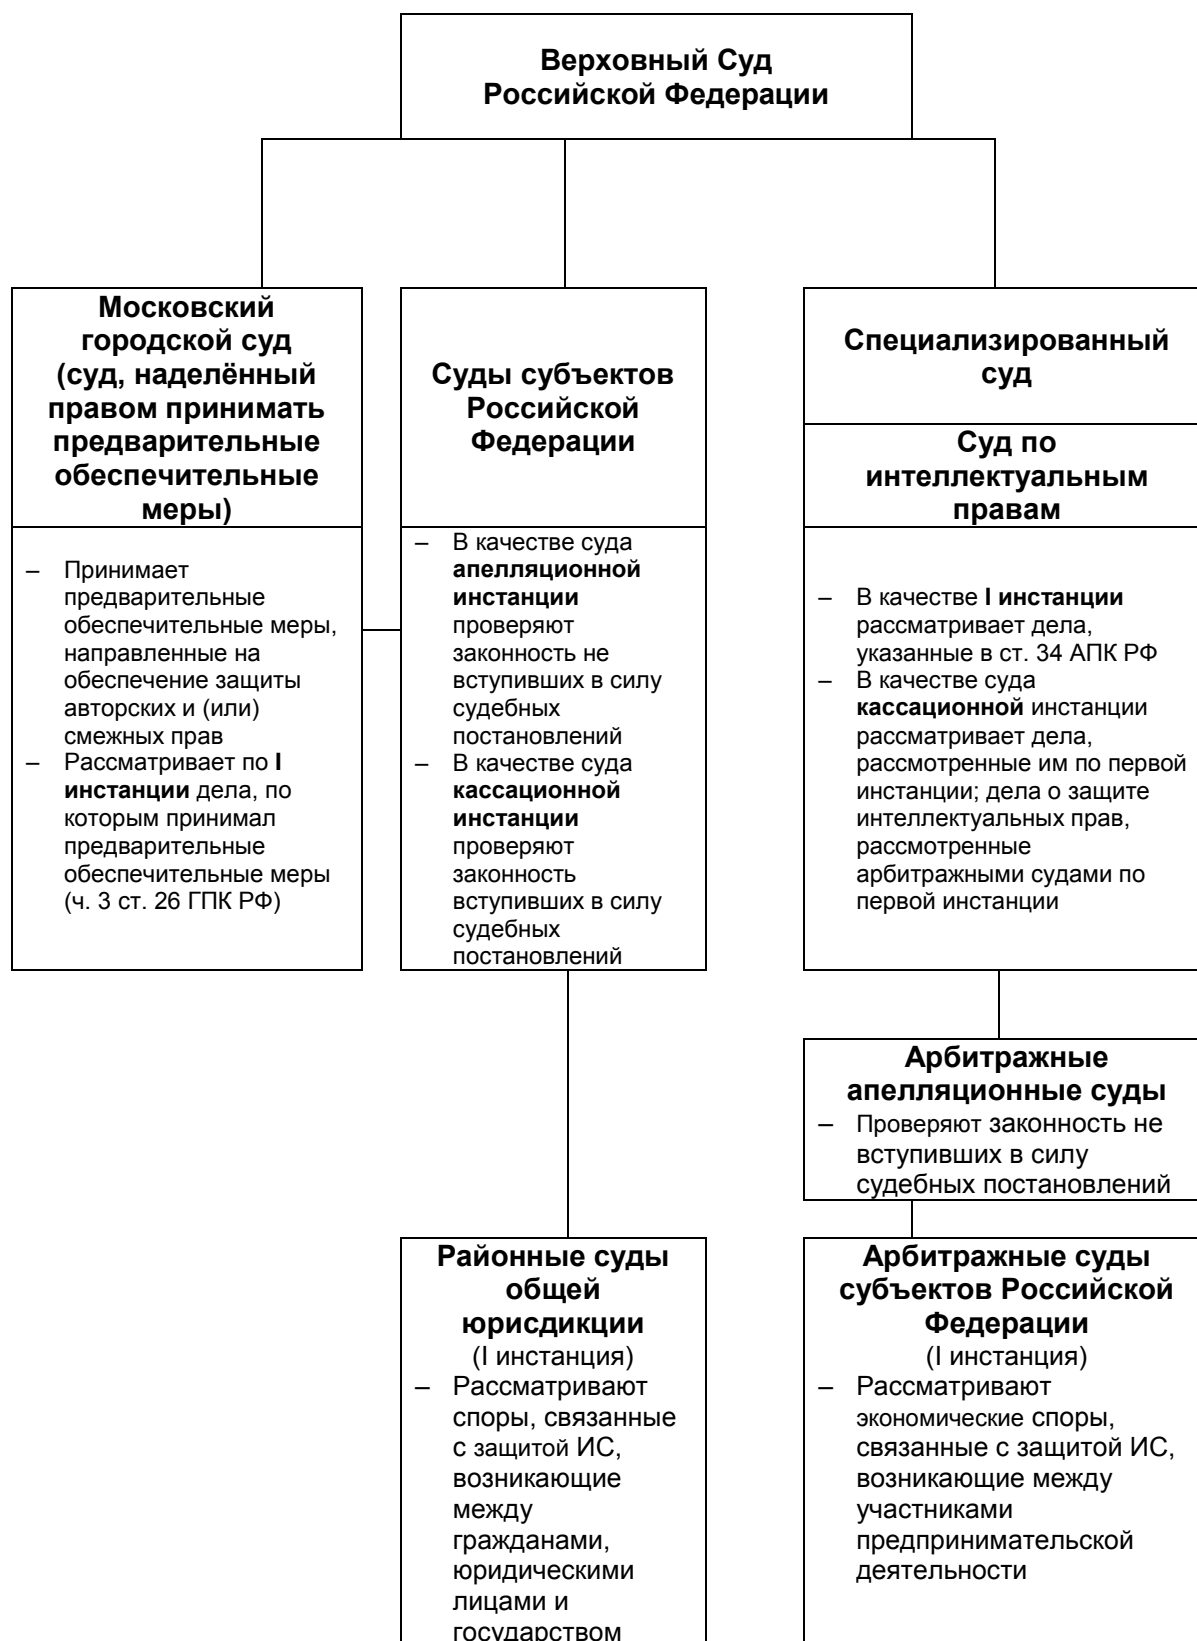 Верховный Суд
Российской Федерации
Московский
городской суд
(суд, наделённый
правом принимать
предварительные
обеспечительные
меры)
– Принимает
предварительные
обеспечительные меры,
направленные на
обеспечение защиты
авторских и (или)
смежных прав
– Рассматривает по I
инстанции дела, по
которым принимал
предварительные
обеспечительные меры
(ч. 3 ст. 26 ГПК РФ)
Суды субъектов
Российской
Федерации
– В качестве суда
апелляционной
инстанции
проверяют
законность не
вступивших в силу
судебных
постановлений
– В качестве суда
кассационной
инстанции
проверяют
законность
вступивших в силу
судебных
постановлений
Специализированный
суд
Суд по
интеллектуальным
правам
– В качестве I инстанции
рассматривает дела,
указанные в ст. 34 АПК РФ
– В качестве суда
кассационной инстанции
рассматривает дела,
рассмотренные им по первой
инстанции; дела о защите
интеллектуальных прав,
рассмотренные
арбитражными судами по
первой инстанции
Арбитражные
апелляционные суды
– Проверяют законность не
вступивших в силу
судебных постановлений
Районные суды
общей
юрисдикции
(I инстанция)
– Рассматривают
споры, связанные
с защитой ИС,
возникающие
между
гражданами,
юридическими
лицами и
государством
Арбитражные суды
субъектов Российской
Федерации
(I инстанция)
– Рассматривают
экономические споры,
связанные с защитой ИС,
возникающие между
участниками
предпринимательской
деятельности